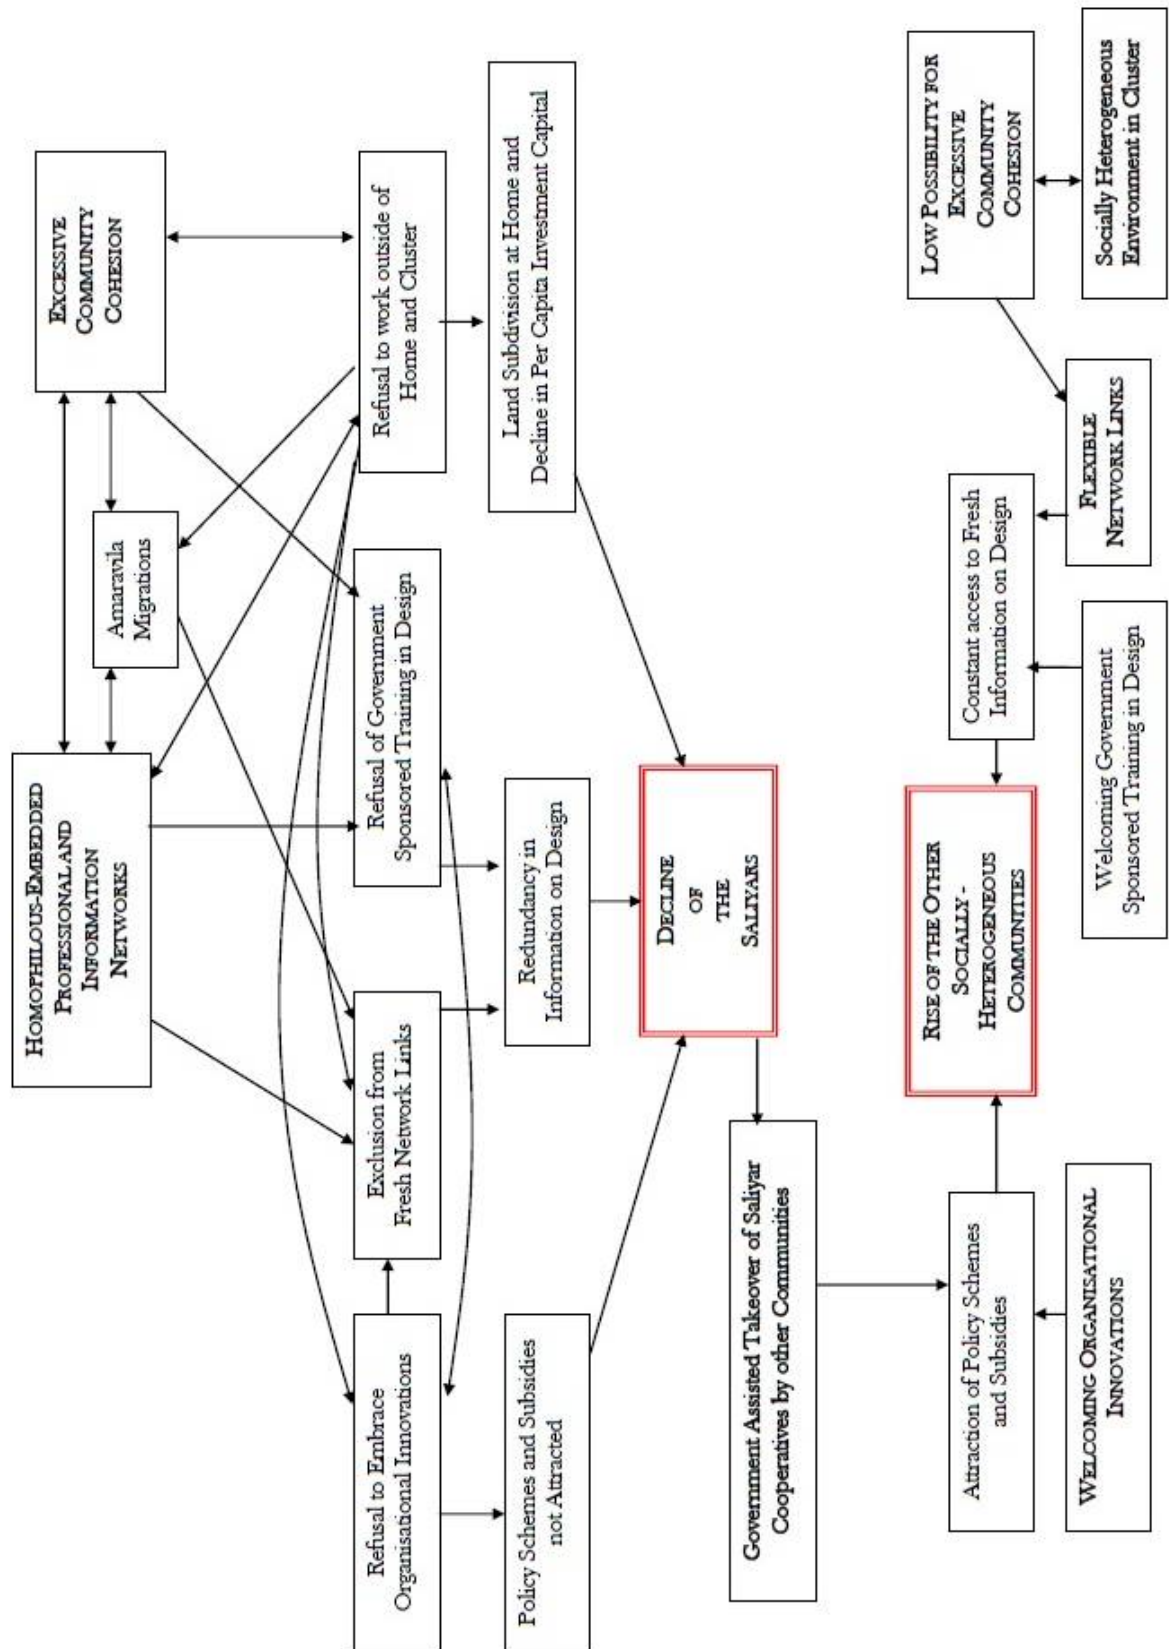 HOMOPHILOUS-EMBEDDED
PROFESSIONAL AND
INFORMATION
NETWORKS
Amaravila
Migrations
EXCESSIVE
COMMUNITY
COHESION
Refusal to Embrace
Organisational Innovations
Exclusion from
Fresh Network Links
Refusal of Government
Sponsored Training in Design
Refusal to work outside of
Home and Cluster
Policy Schemes and Subsidies
not Attracted
Redundancy in
Information on Design
Land Subdivision at Home and
Decline in Per Capita Investment Capital
DECLINE
OF
THE
SALIYARS
Government Assisted Takeover of Saliyar
Cooperatives by other Communities
Attraction of Policy Schemes
and Subsidies
RISE OF THE OTHER
SOCIALLY -
HETEROGENEOUS
COMMUNITIES
Constant access to Fresh
Information on Design
LOW POSSIBILITY FOR
EXCESSIVE
COMMUNITY
COHESION
WELCOMING ORGANISATIONAL
INNOVATIONS
Welcoming Government
Sponsored Training in Design
FLEXIBLE
NETWORK LINKS
Socially Heterogeneous
Environment in Cluster